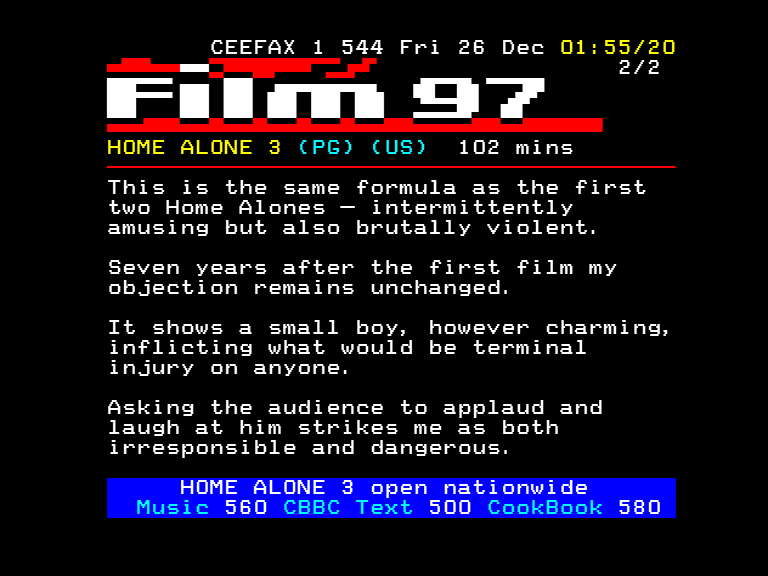 CEEFAX 1 544 Fri 26 Dec 01:55/20
2/2
Film 97
HOME ALONE 3 (PG) (US) 102 mins
This is the same formula as the first
two Home Alones — intermittently
amusing but also brutally violent.
Seven years after the first film my
objection remains unchanged.
It shows a small boy, however charming,
inflicting what would be terminal
injury on anyone.
Asking the audience to applaud and
laugh at him strikes me as both
irresponsible and dangerous.
HOME ALONE 3 open nationwide
Music 560 CBBC Text 500 CookBook 580